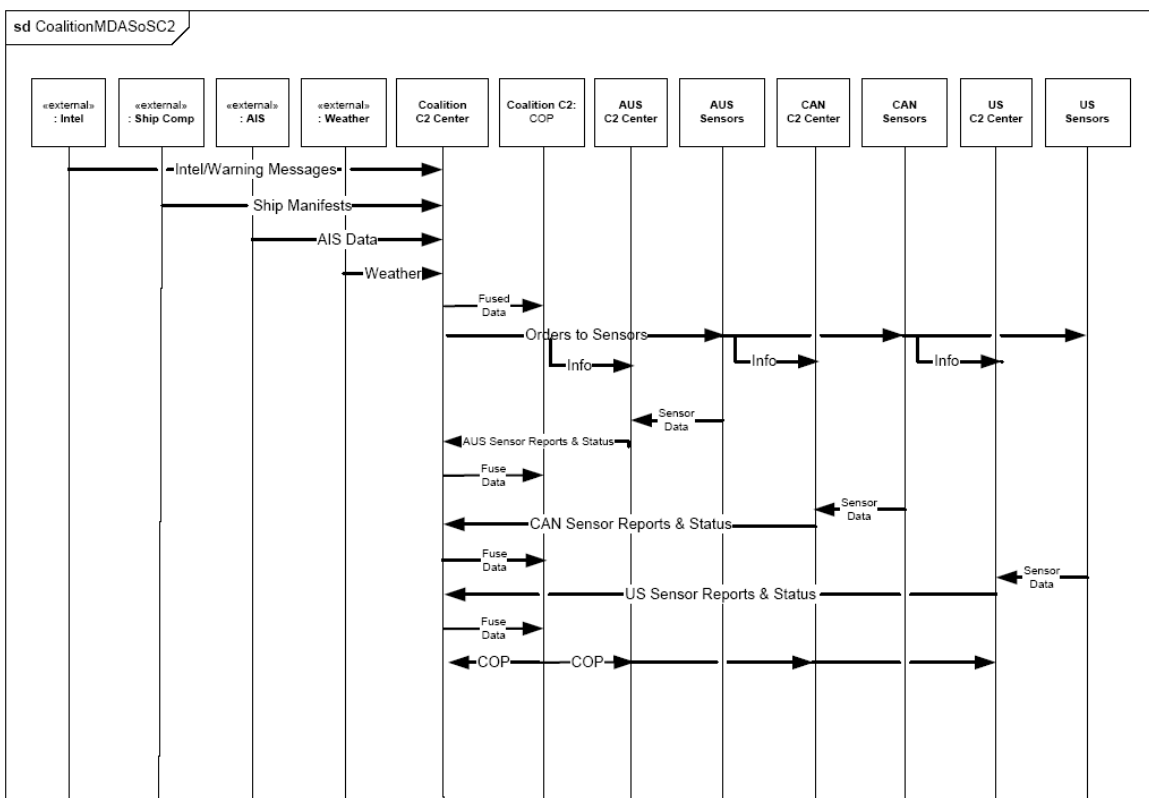 sd CoalitionMDASoSC2
«external»
: Intel
«external»
: Ship Comp
«external»
: AIS
«external»
: Weather
Coalition
C2 Center
Coalition C2:
COP
AUS
C2 Center
AUS
Sensors
CAN
C2 Center
CAN
Sensors
US
C2 Center
US
Sensors
Intel/Warning Messages
Ship Manifests
AIS Data
Weather
Fused
Data
Orders to Sensors
Info
Info
Info
Sensor
Data
AUS Sensor Reports & Status
Fuse
Data
Sensor
Data
CAN Sensor Reports & Status
Fuse
Data
Sensor
Data
US Sensor Reports & Status
Fuse
Data
COP
COP